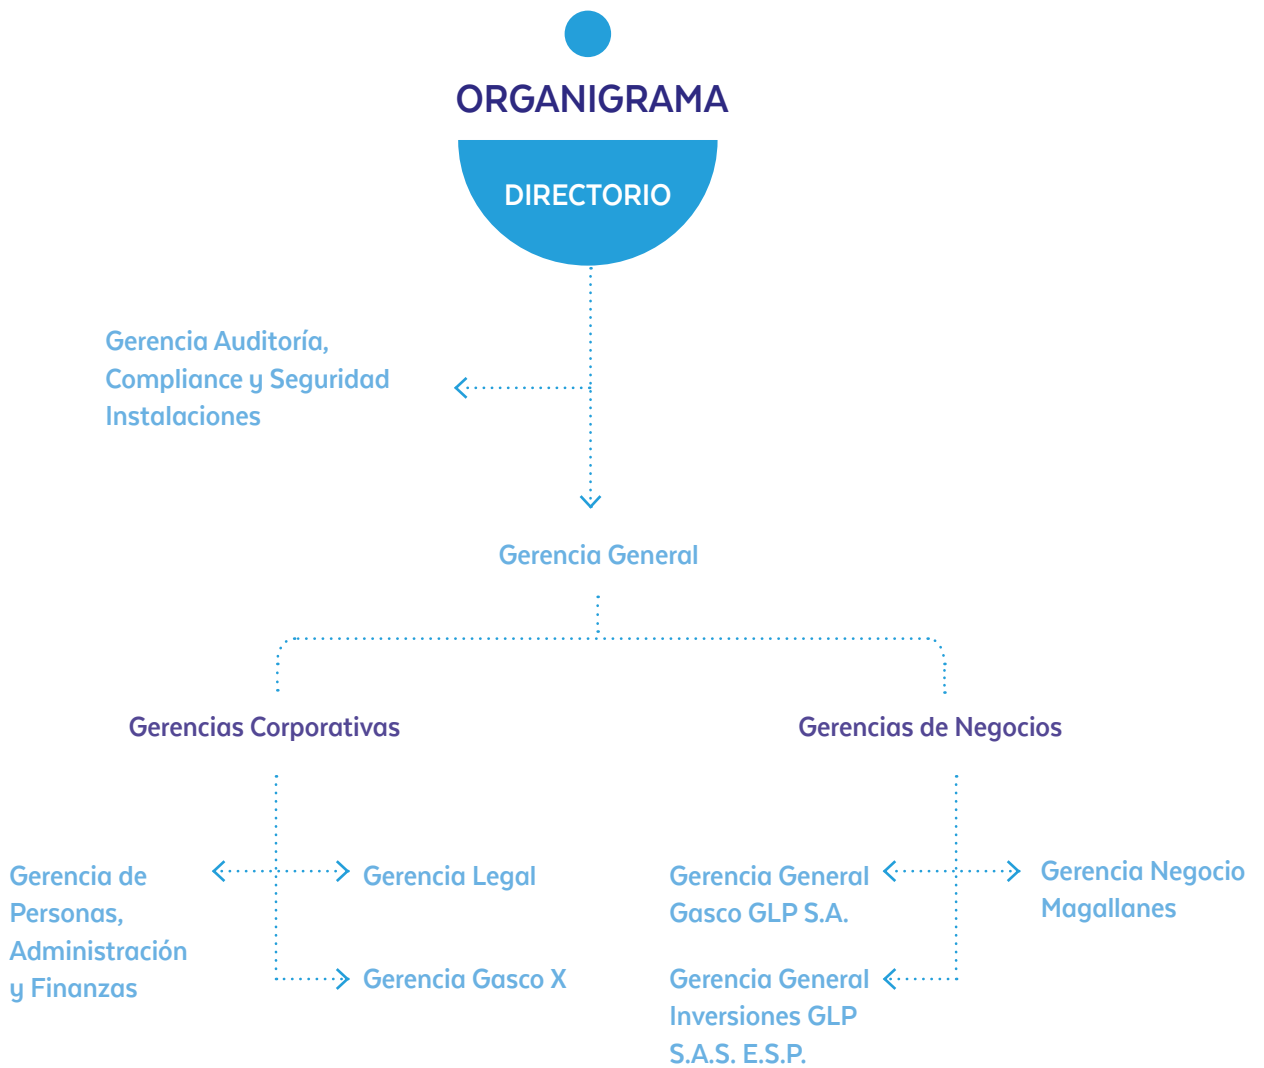 ORGANIGRAMA
DIRECTORIO
Gerencia Auditoría,
Compliance y Seguridad
Instalaciones
Gerencia General
Gerencias Corporativas
Gerencias de Negocios
Gerencia de
Personas,
Administración
y Finanzas
Gerencia Legal
Gerencia Gasco X
Gerencia General
Gasco GLP S.A.
Gerencia General
Inversiones GLP
S.A.S. E.S.P.
Gerencia Negocio
Magallanes